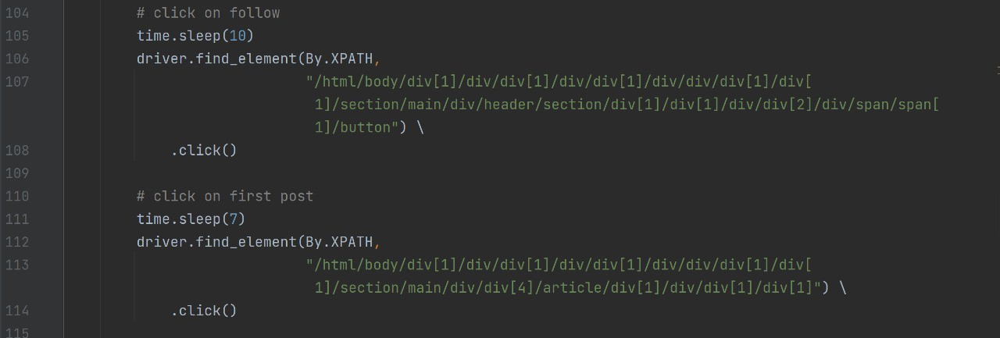 104 # click on follow
105 time.sleep(10)
106 driver.find_element(By.XPATH,
107 "/html/body/div[1]/div/div[1]/div/div[1]/div/div/div[1]/div[
1]/section/main/div/header/section/div[1]/div[1]/div/div[2]/div/span/span[
1]/button") \
108 .click()
109
110 # click on first post
111 time.sleep(7)
112 driver.find_element(By.XPATH,
113 "/html/body/div[1]/div/div[1]/div/div[1]/div/div/div[1]/div[
1]/section/main/div/div[4]/article/div[1]/div/div[1]/div[1]") \
114 .click()
115